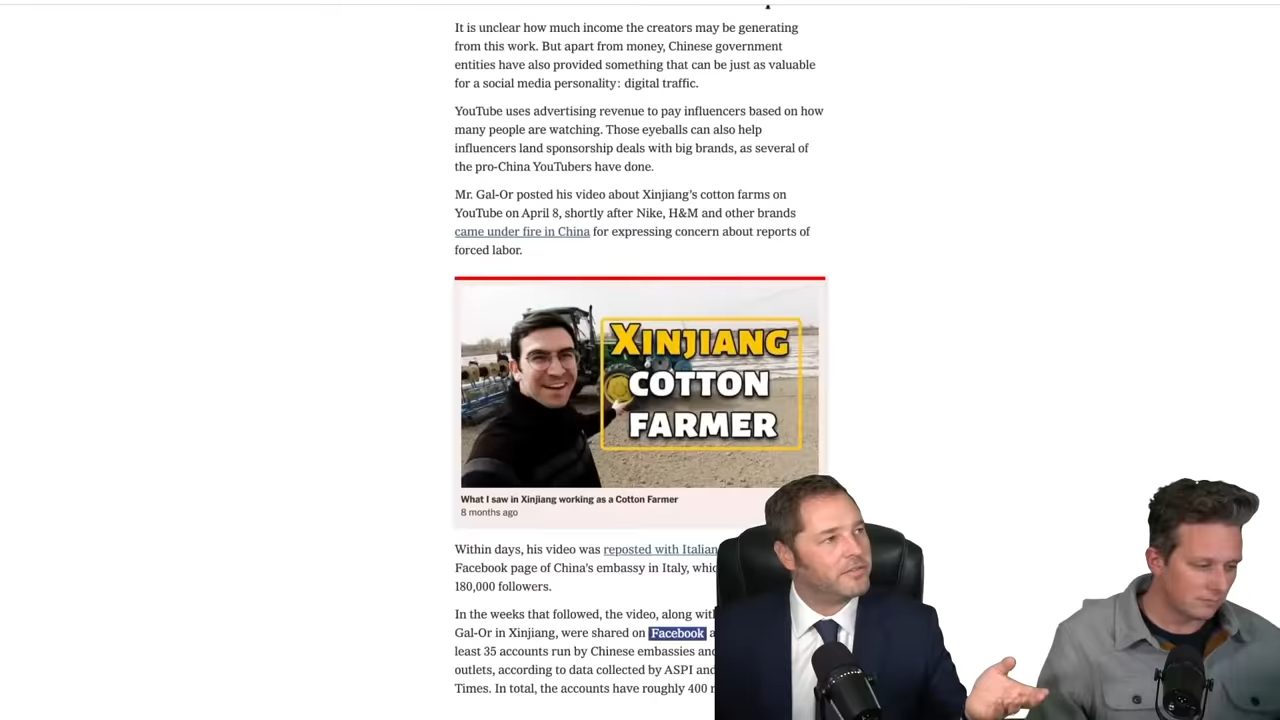 It is unclear how much income the creators may be generating
from this work. But apart from money, Chinese government
entities have also provided something that can be just as valuable
for a social media personality: digital traffic.
YouTube uses advertising revenue to pay influencers based on how
many people are watching. Those eyeballs can also help
influencers land sponsorship deals with big brands, as several of
the pro-China YouTubers have done.
Mr. Gal-Or posted his video about Xinjiang's cotton farms on
YouTube on April 8, shortly after Nike, H&M and other brands
came under fire in China for expressing concern about reports of
forced labor.
XINJIANG
COTTON
FARMER
What I saw in Xinjiang working as a Cotton Farmer
8 months ago
Within days, his video was reposted with Italian
Facebook page of China's embassy in Italy,
180,000 followers.
In the weeks that followed, the video, along
Gal-Or in Xinjiang, were shared on Facebook
least 35 accounts run by Chinese embassies
outlets, according to data collected by ASPI
Times. In total, the accounts have roughly 400